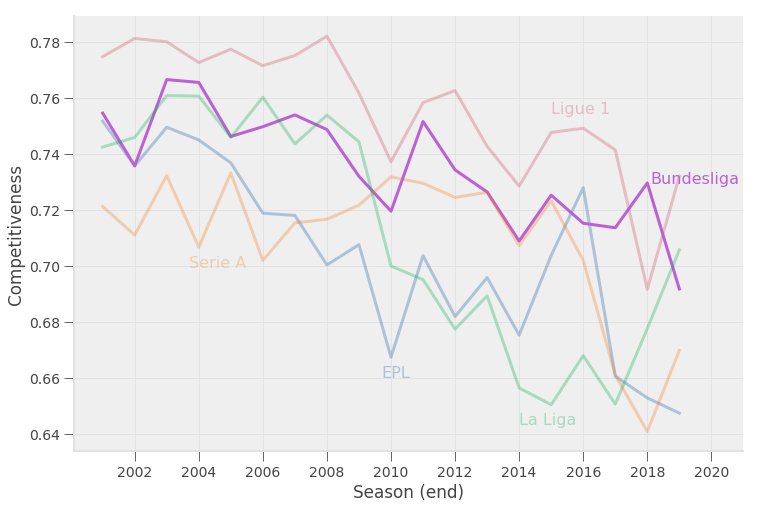 0.78
0.76
0.74
0.72
0.70
0.68
0.66
0.64
Competitiveness
Ligue 1
Bundesliga
Serie A
EPL
La Liga
2002 2004 2006 2008 2010 2012 2014 2016 2018 2020
Season (end)